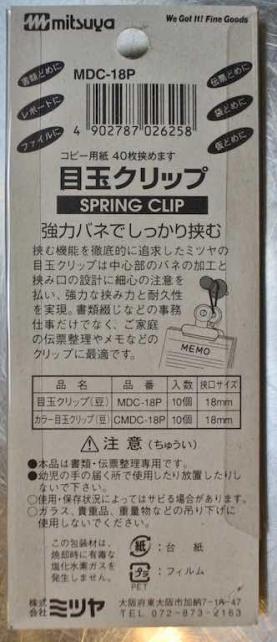 mitsuya
We Got It! Fine Goods
MDC-18P
書類とめに
レポートに
ファイルに
伝票とめに
袋とめに
仮とめに
4 902787 026258
コピー用紙 40枚挟めます
目玉クリップ
SPRING CLIP
強力バネでしっかり挟む
挟む機能を徹底的に追求したミツヤの
目玉クリップは中心部のバネの加工と
挟み口の設計に細心の注意を
払い、強力な挟み力と耐久性
を実現。書類綴じなどの事務
仕事だけでなく、ご家庭
の伝票整理やメモなどの
クリップに最適です。
MEMO
品名 品番 入数 挟口サイズ
目玉クリップ(豆) MDC-18P 10個 18mm
カラー目玉クリップ(豆) CMDC-18P 10個 18mm
⚠注意(ちゅうい)
●本品は書類・伝票整理専用です。
●幼児の手の届く所で使用したり放置したりし
ないで下さい。
○使用・保存状況によってはサビる場合があります。
○ガラス、貴重品、重量物などの吊り下げに
使用しないでください。
この包装材は、
焼却時に有毒な
塩化水素ガスを
発生しません。
紙:台紙
プラ:フィルム
PET
株式会社ミツヤ
大阪府東大阪市加納7-18-47
TEL 072-873-2163